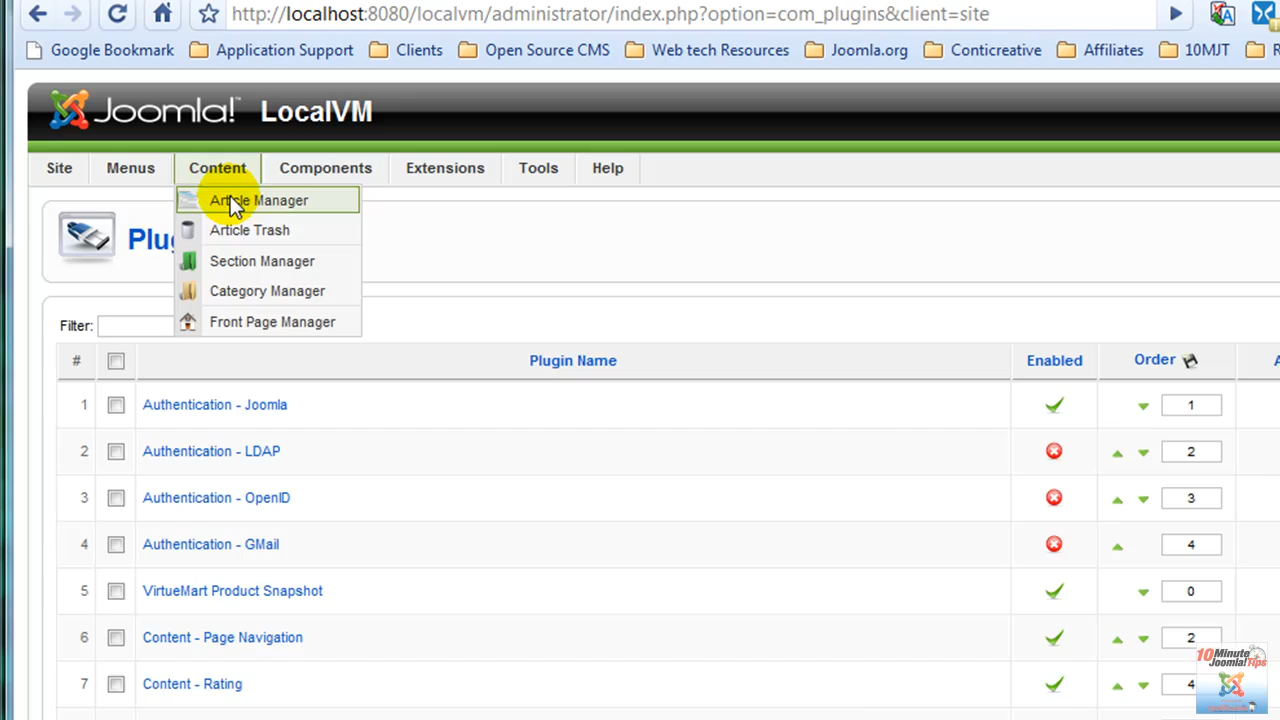 http://localhost:8080/localvm/administrator/index.php?option=com_plugins&client=site
Google Bookmark Application Support Clients Open Source CMS Web tech Resources Joomla.org Conticreative Affiliates 10MJT
Joomla!™ LocalVM
Site Menus Content Components Extensions Tools Help
Article Manager
Article Trash
Section Manager
Category Manager
Front Page Manager
Plug
Filter:
# Plugin Name Enabled Order
1 Authentication - Joomla 1
2 Authentication - LDAP 2
3 Authentication - OpenID 3
4 Authentication - GMail 4
5 VirtueMart Product Snapshot 0
6 Content - Page Navigation 2
7 Content - Rating 4
10 Minute
Joomla! Tips